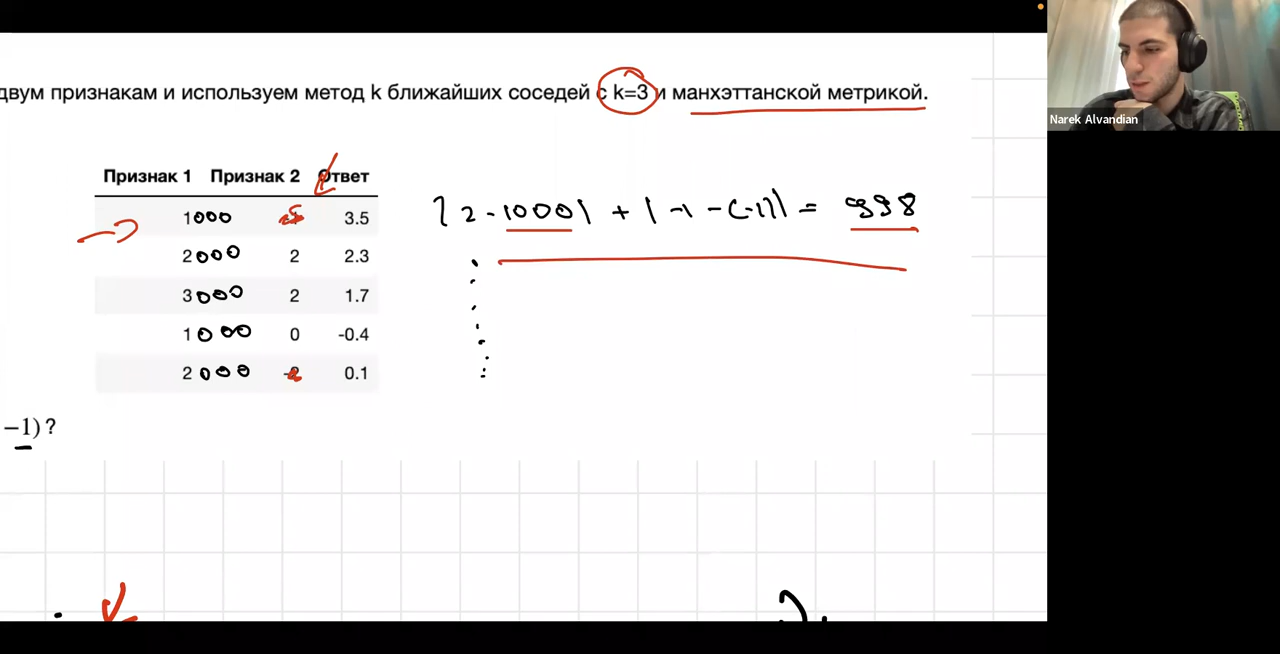 двум признакам и используем метод k ближайших соседей с k=3 и манхэттанской метрикой.
Narek Alvandian
Признак 1 Признак 2 Ответ
1000 3.5
|2-1000|+|-1-(-1)|=998
2000 2 2.3
3000 2 1.7
1000 0 -0.4
2000 0.1
−1)?